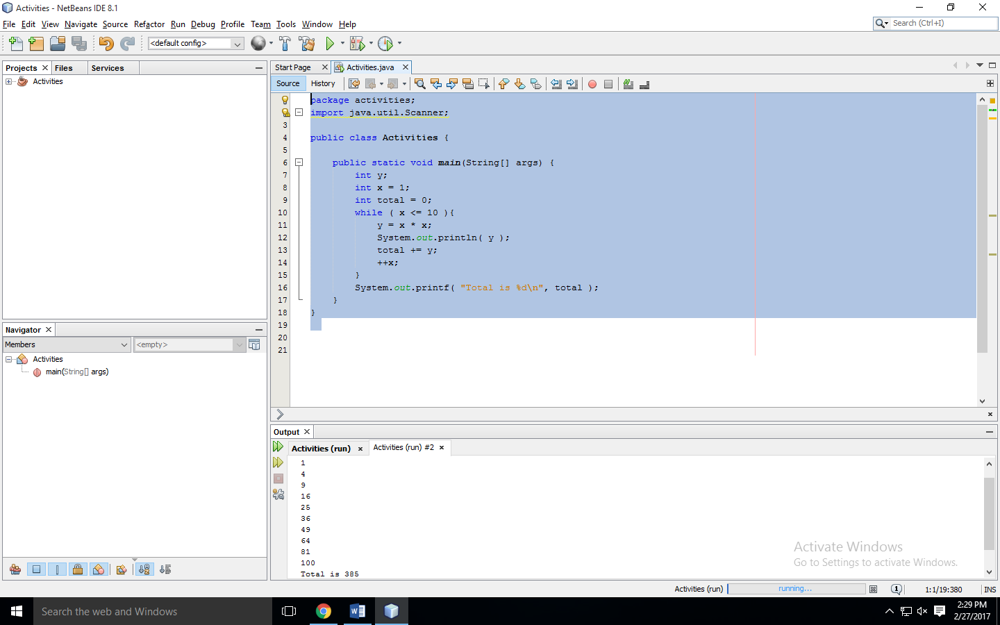 Activities - NetBeans IDE 8.1
File Edit View Navigate Source Refactor Run Debug Profile Team Tools Window Help
Search (Ctrl+I)
<default config>
Projects Files Services
Activities
Start Page Activities.java
Source History
package activities;
import java.util.Scanner;
3
4 public class Activities {
5
6 public static void main(String[] args) {
7 int y;
8 int x = 1;
9 int total = 0;
10 while ( x <= 10 ){
11 y = x * x;
12 System.out.println( y );
13 total += y;
14 ++x;
15 }
16 System.out.printf( "Total is %d\n", total );
17 }
18 }
19
20
21
Navigator
Members <empty>
Activities
main(String[] args)
Output
Activities (run) Activities (run) #2
1
4
9
16
25
36
49
64
81
100
Total is 385
Activate Windows
Go to Settings to activate Windows.
Activities (run) running... 1 1:1/19:380 INS
Search the web and Windows
2:29 PM
2/27/2017